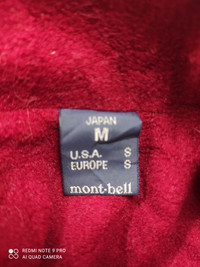 JAPAN
M
U.S.A. S
EUROPE S
mont-bell
REDMI NOTE 9 PRO
AI QUAD CAMERA